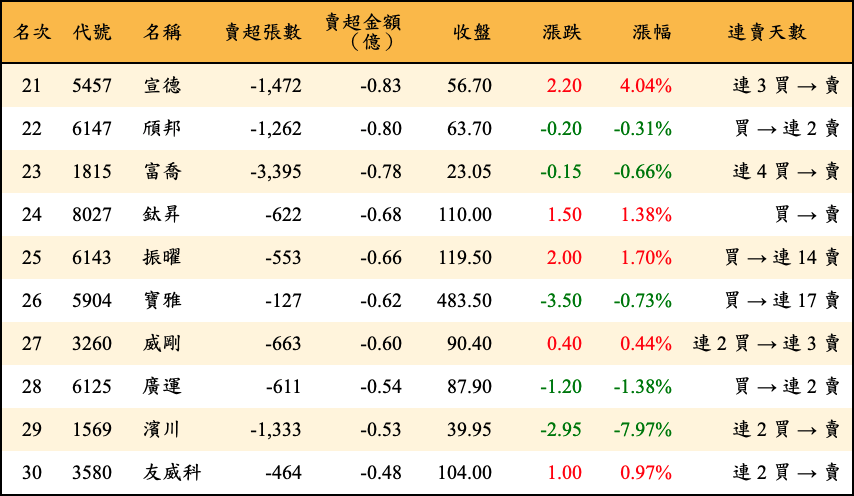 名次 代號 名稱 賣超張數 賣超金額（億） 收盤 漲跌 漲幅 連賣天數
21 5457 宣德 -1,472 -0.83 56.70 2.20 4.04% 連 3 買 → 賣
22 6147 頎邦 -1,262 -0.80 63.70 -0.20 -0.31% 買 → 連 2 賣
23 1815 富喬 -3,395 -0.78 23.05 -0.15 -0.66% 連 4 買 → 賣
24 8027 鈦昇 -622 -0.68 110.00 1.50 1.38% 買 → 賣
25 6143 振曜 -553 -0.66 119.50 2.00 1.70% 買 → 連 14 賣
26 5904 寶雅 -127 -0.62 483.50 -3.50 -0.73% 買 → 連 17 賣
27 3260 威剛 -663 -0.60 90.40 0.40 0.44% 連 2 買 → 連 3 賣
28 6125 廣運 -611 -0.54 87.90 -1.20 -1.38% 買 → 連 2 賣
29 1569 濱川 -1,333 -0.53 39.95 -2.95 -7.97% 連 2 買 → 賣
30 3580 友威科 -464 -0.48 104.00 1.00 0.97% 連 2 買 → 賣